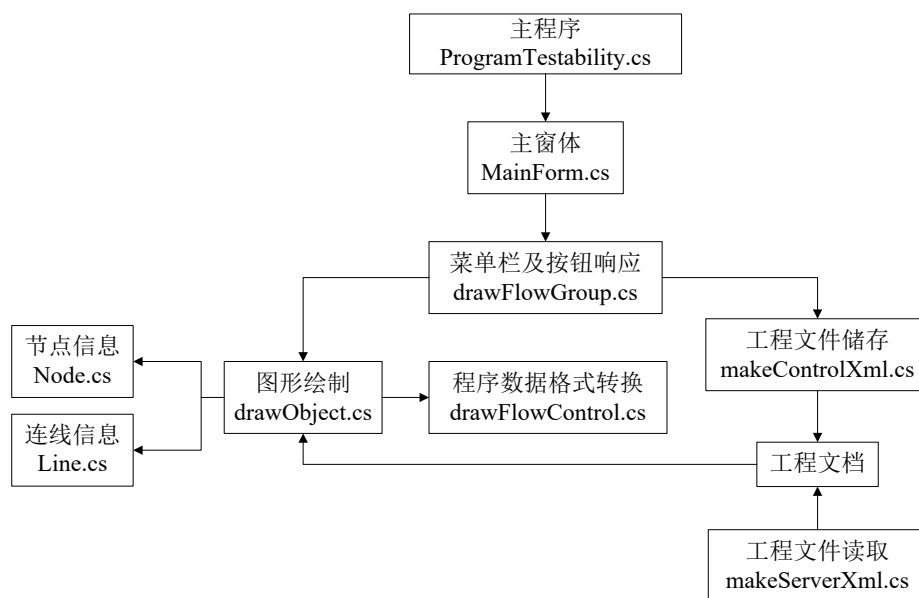 主程序
ProgramTestability.cs
主窗体
MainForm.cs
菜单栏及按钮响应
drawFlowGroup.cs
节点信息
Node.cs
连线信息
Line.cs
图形绘制
drawObject.cs
程序数据格式转换
drawFlowControl.cs
工程文件储存
makeControlXml.cs
工程文档
工程文件读取
makeServerXml.cs